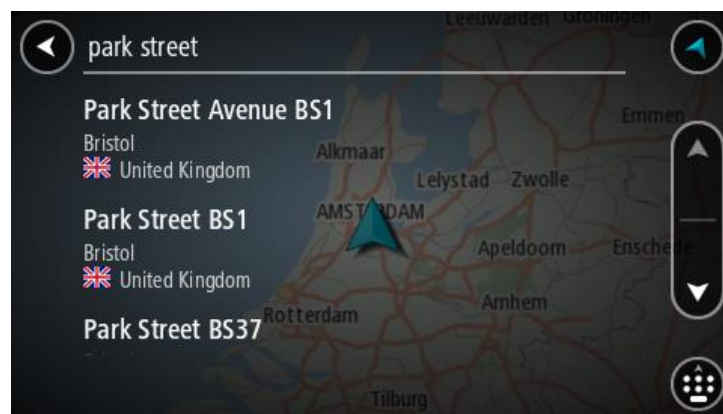 Leeuwarden Groningen
park street
Park Street Avenue BS1
Bristol
United Kingdom
Park Street BS1
Bristol
United Kingdom
Park Street BS37
Emmen
Alkmaar
Lelystad
Zwolle
AMSTERDAM
Apeldoorn
Arnhem
Rotterdam
Tilburg